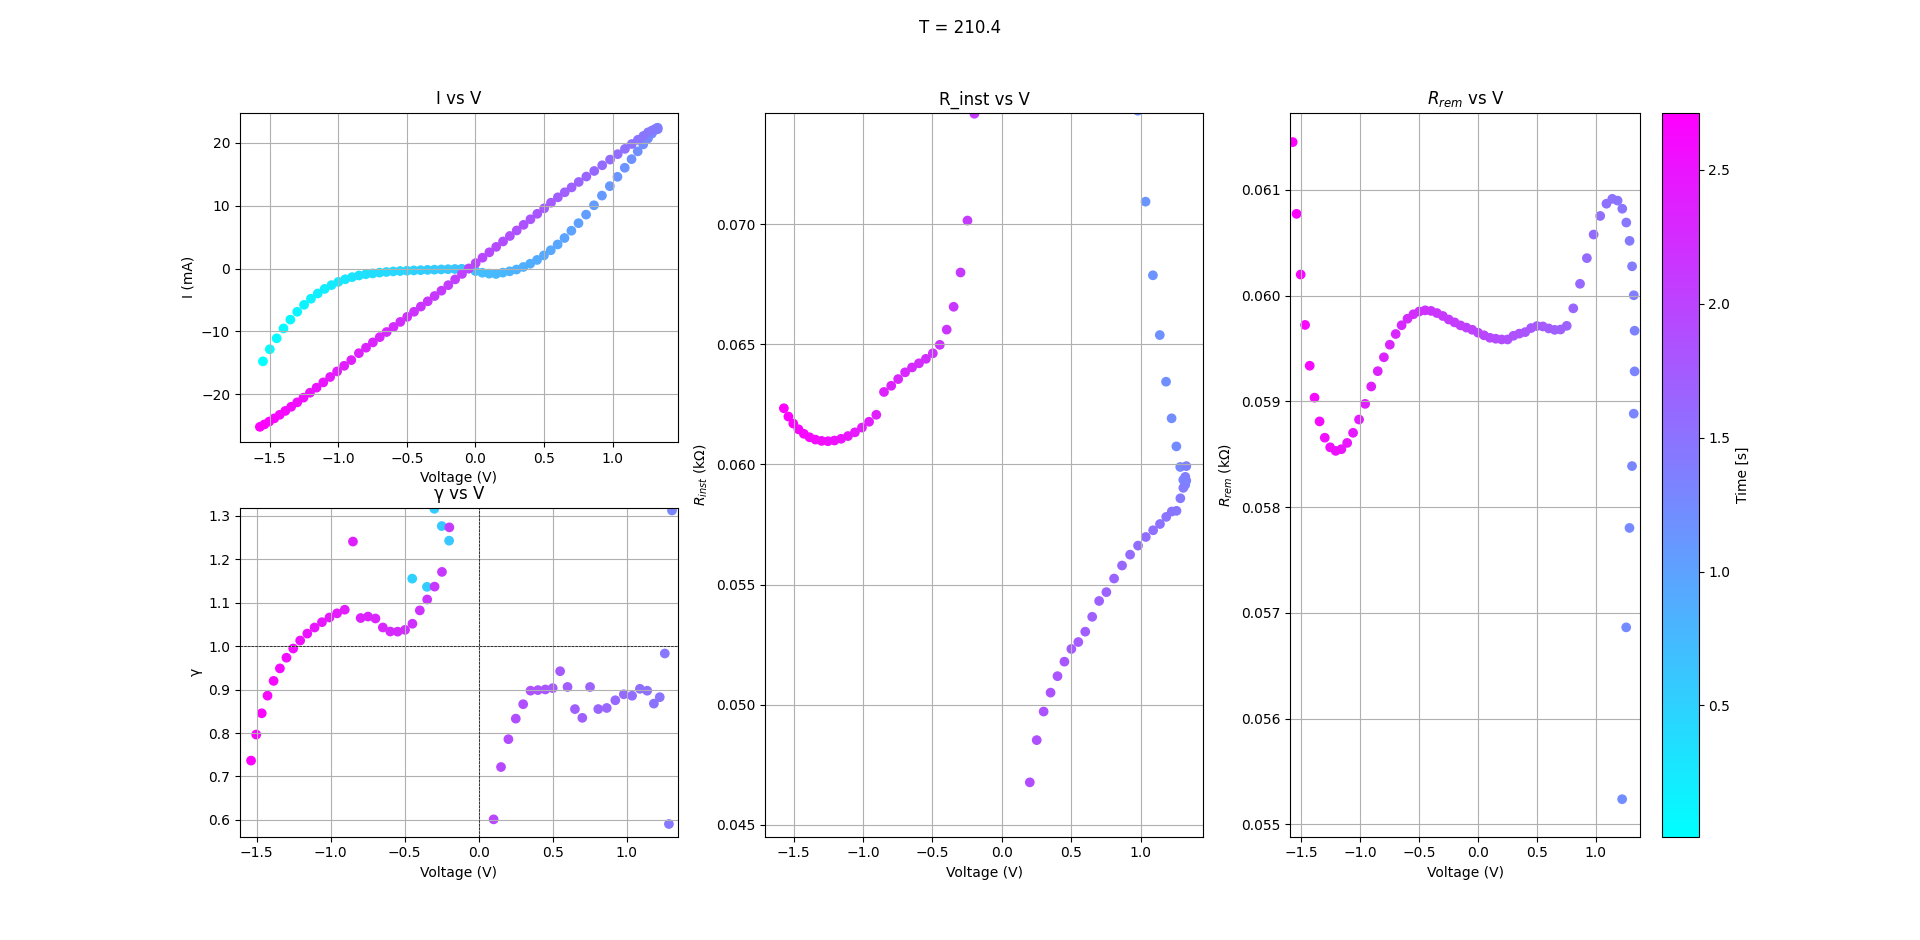 T = 210.4
I vs V
I (mA)
20
10
0
−10
−20
−1.5 −1.0 −0.5 0.0 0.5 1.0
Voltage (V)
γ vs V
γ
1.3
1.2
1.1
1.0
0.9
0.8
0.7
0.6
−1.5 −1.0 −0.5 0.0 0.5 1.0
Voltage (V)
R_inst vs V
R_inst (kΩ)
0.070
0.065
0.060
0.055
0.050
0.045
−1.5 −1.0 −0.5 0.0 0.5 1.0
Voltage (V)
R_rem vs V
R_rem (kΩ)
0.061
0.060
0.059
0.058
0.057
0.056
0.055
−1.5 −1.0 −0.5 0.0 0.5 1.0
Voltage (V)
2.5
2.0
1.5
1.0
0.5
Time [s]